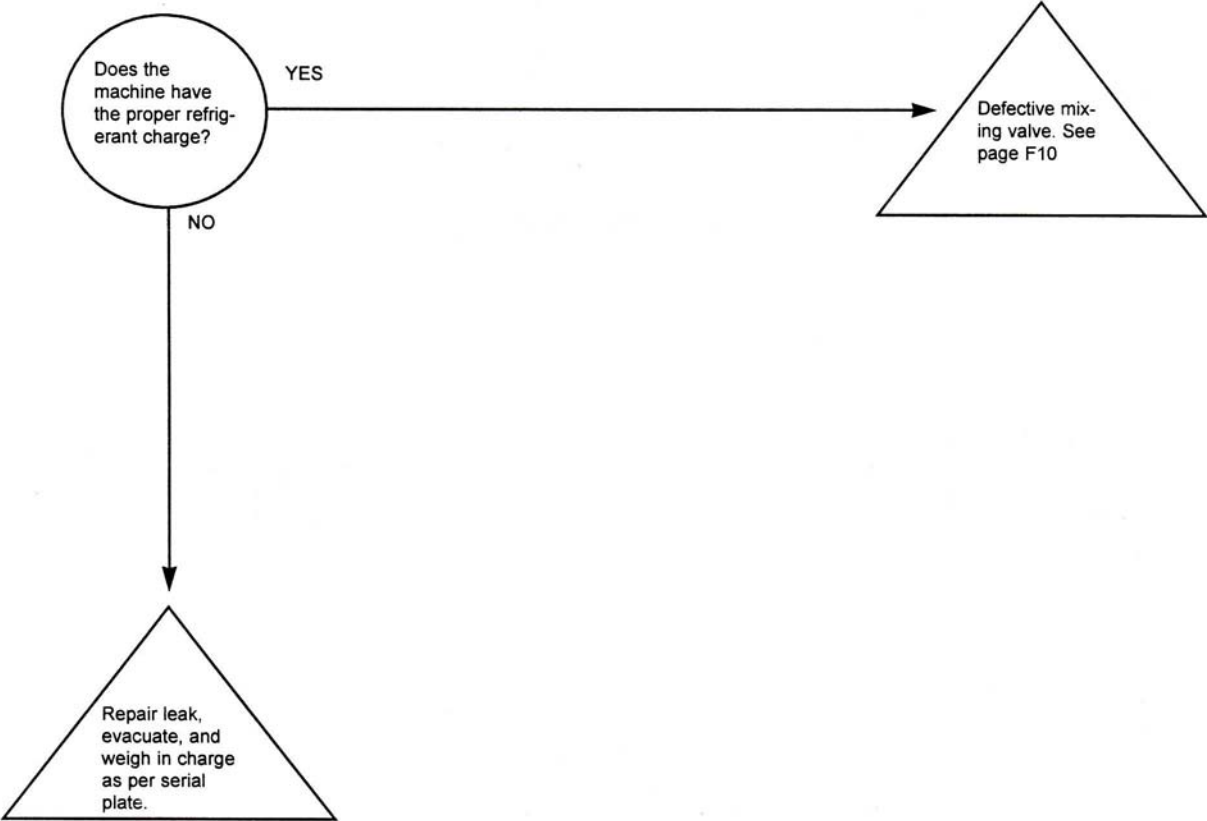 Does the
machine have
the proper refrig-
erant charge?
YES
Defective mix-
ing valve. See
page F10
NO
Repair leak,
evacuate, and
weigh in charge
as per serial
plate.